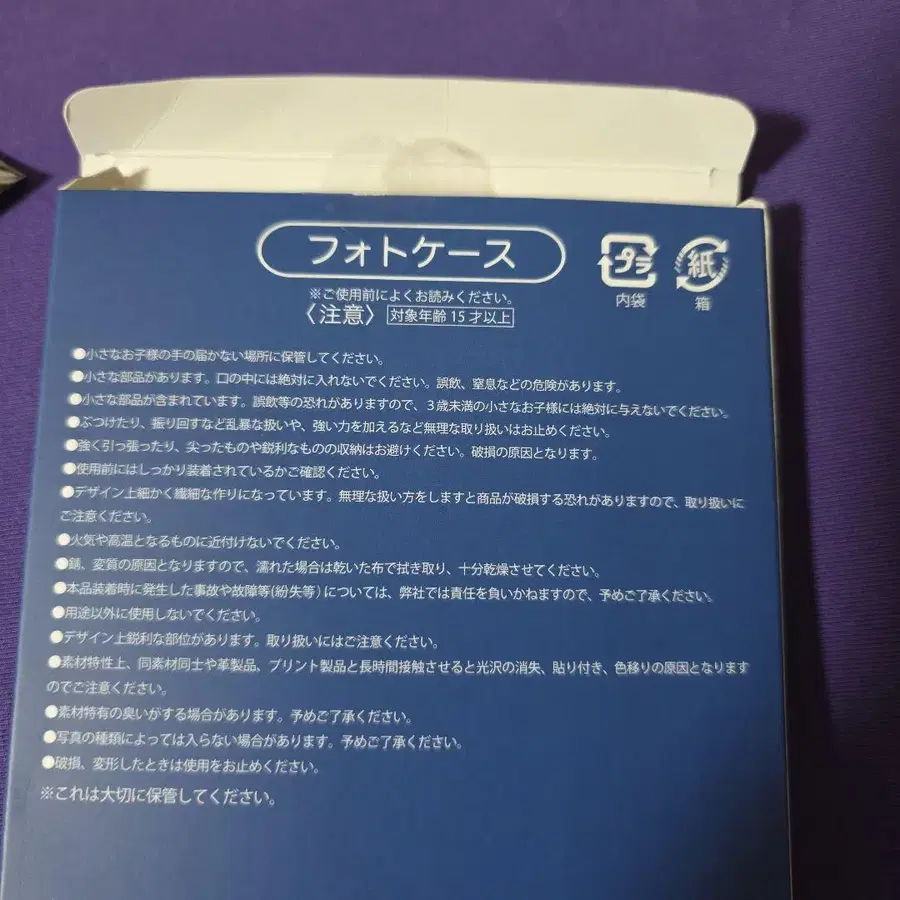 フォトケース
プラ
内袋
紙
箱
※ご使用前によくお読みください。
〈注意〉 対象年齢 15 才以上
●小さなお子様の手の届かない場所に保管してください。
●小さな部品があります。口の中には絶対に入れないでください。誤飲、窒息などの危険があります。
●小さな部品が含まれています。誤飲等の恐れがありますので、3歳未満の小さなお子様には絶対に与えないでください。
●ぶつけたり、振り回すなど乱暴な扱いや、強い力を加えるなど無理な取り扱いはお止めください。
●強く引っ張ったり、尖ったものや鋭利なものの収納はお避けください。破損の原因となります。
●使用前にはしっかり装着されているかご確認ください。
●デザイン上細かく繊細な作りになっています。無理な扱い方をしますと商品が破損する恐れがありますので、取り扱いに
ご注意ください。
●火気や高温となるものに近付けないでください。
●錆、変質の原因となりますので、濡れた場合は乾いた布で拭き取り、十分乾燥させてください。
●本品装着時に発生した事故や故障等(紛失等)については、弊社では責任を負いかねますので、予めご了承ください。
●用途以外に使用しないでください。
●デザイン上鋭利な部位があります。取り扱いにはご注意ください。
●素材特性上、同素材同士や革製品、プリント製品と長時間接触させると光沢の消失、貼り付き、色移りの原因となります
のでご注意ください。
●素材特有の臭いがする場合があります。予めご了承ください。
●写真の種類によっては入らない場合があります。予めご了承ください。
●破損、変形したときは使用をお止めください。
※これは大切に保管してください。